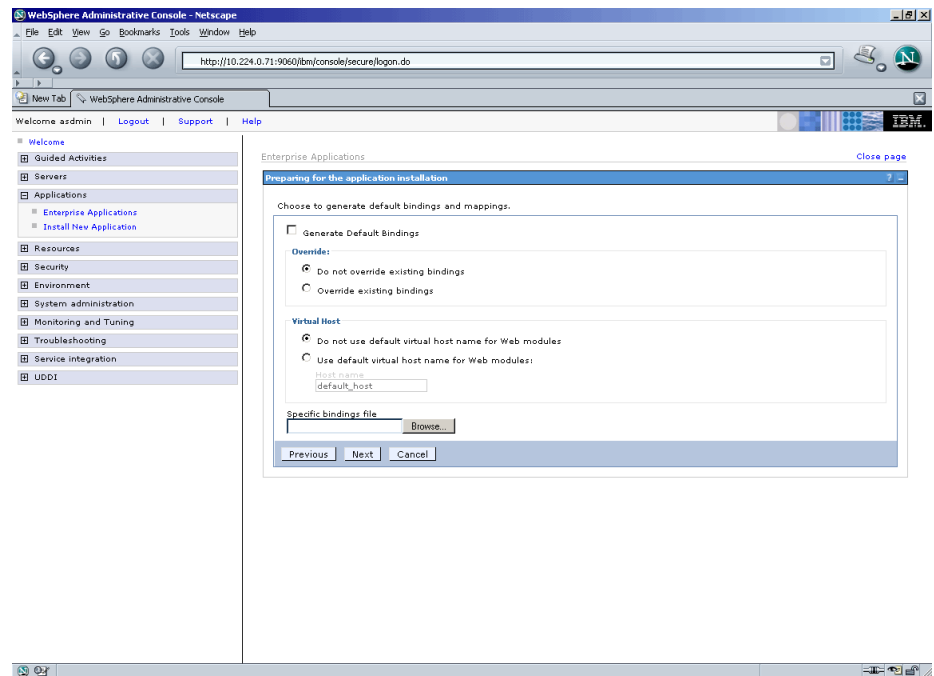 WebSphere Administrative Console - Netscape
File Edit View Go Bookmarks Tools Window Help
http://10.224.0.71:9060/ibm/console/secure/logon.do
New Tab WebSphere Administrative Console
Welcome asdmin | Logout | Support | Help
IBM.
Welcome
Guided Activities
Servers
Applications
Enterprise Applications
Install New Application
Resources
Security
Environment
System administration
Monitoring and Tuning
Troubleshooting
Service integration
UDDI
Enterprise Applications
Close page
Preparing for the application installation
? –
Choose to generate default bindings and mappings.
Generate Default Bindings
Override:
Do not override existing bindings
Override existing bindings
Virtual Host
Do not use default virtual host name for Web modules
Use default virtual host name for Web modules:
Host name
default_host
Specific bindings file
Browse...
Previous Next Cancel